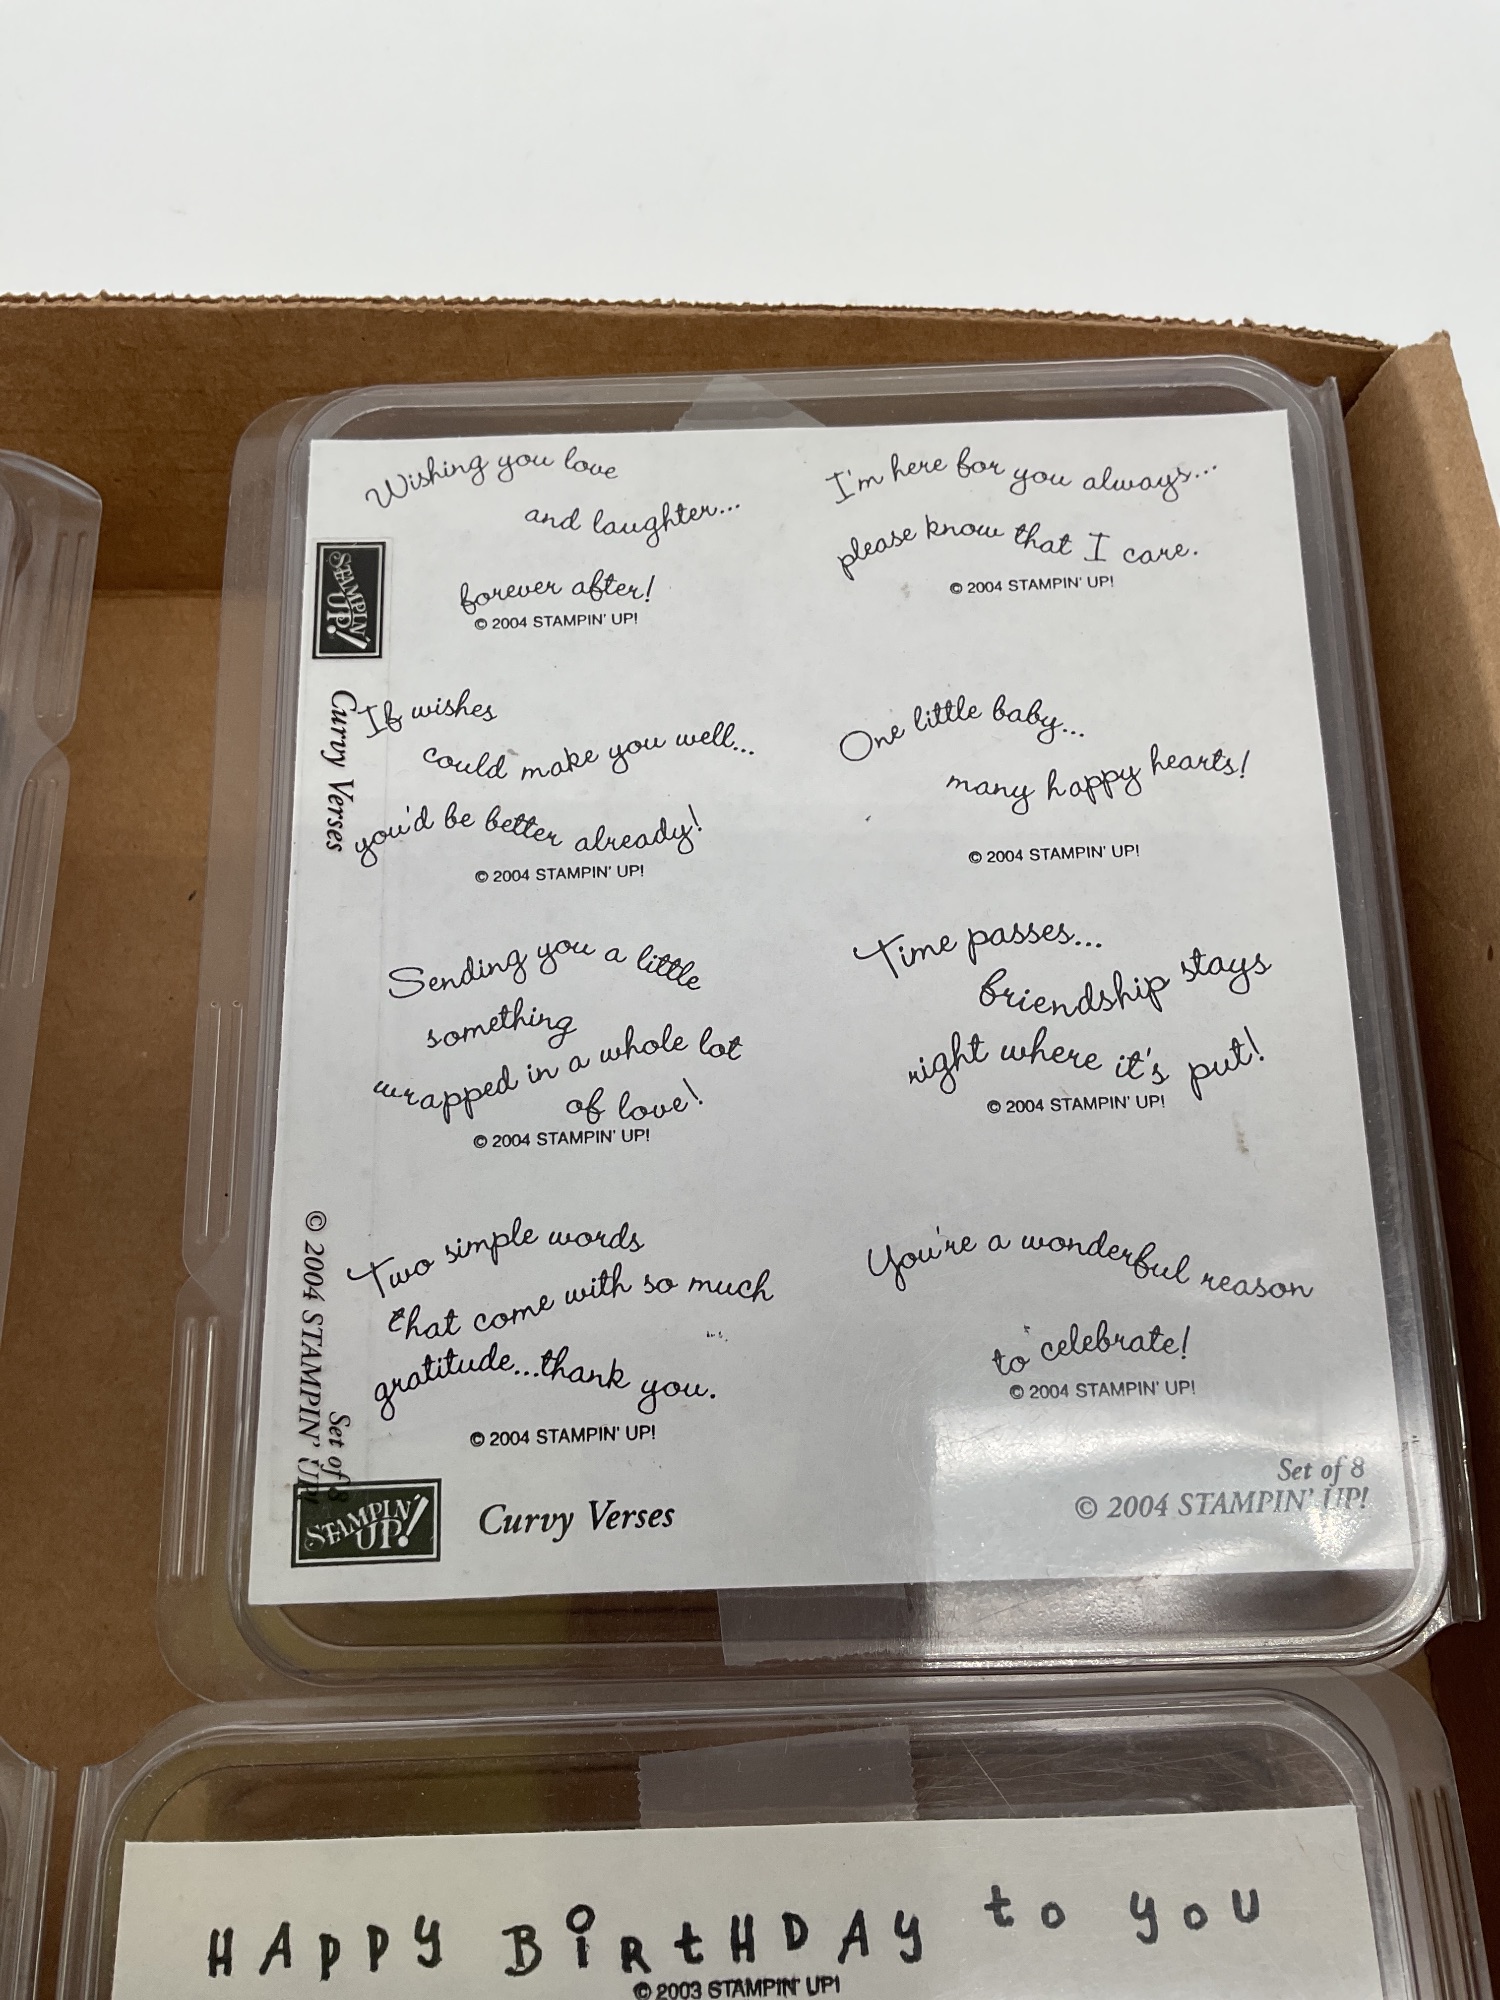 Wishing you love
and laughter...
forever after!
© 2004 STAMPIN' UP!
I'm here for you always...
please know that I care.
© 2004 STAMPIN' UP!
STAMPIN' UP!
Curvy Verses
Set of 8
© 2004 STAMPIN' UP!
If wishes
could make you well...
you'd be better already!
© 2004 STAMPIN' UP!
One little baby...
many happy hearts!
© 2004 STAMPIN' UP!
Sending you a little
something
wrapped in a whole lot
of love!
© 2004 STAMPIN' UP!
Time passes...
friendship stays
right where it's put!
© 2004 STAMPIN' UP!
Two simple words
that come with so much
gratitude...thank you.
© 2004 STAMPIN' UP!
You're a wonderful reason
to celebrate!
© 2004 STAMPIN' UP!
STAMPIN' UP!
Curvy Verses
Set of 8
© 2004 STAMPIN' UP!
HAppy BiRtHDAy to you
© 2003 STAMPIN' UP!